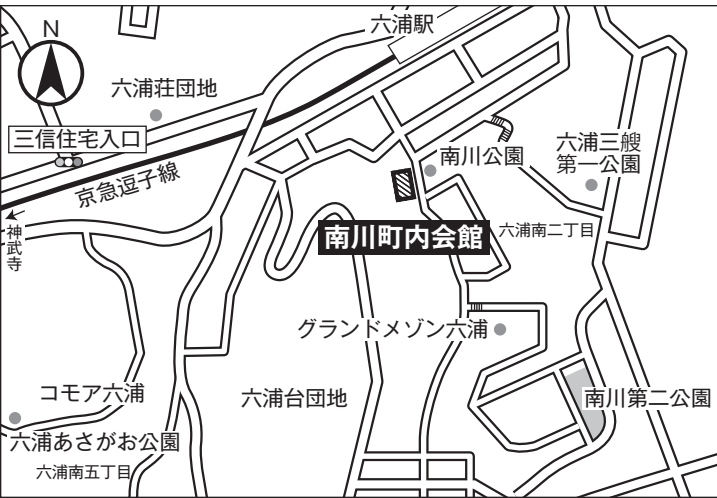 六浦駅
N
六浦荘団地
三信住宅入口
京急逗子線
神武寺
南川公園
六浦三艘
第一公園
南川町内会館
六浦南二丁目
グランドメゾン六浦
コモア六浦
六浦台団地
南川第二公園
六浦あさがお公園
六浦南五丁目